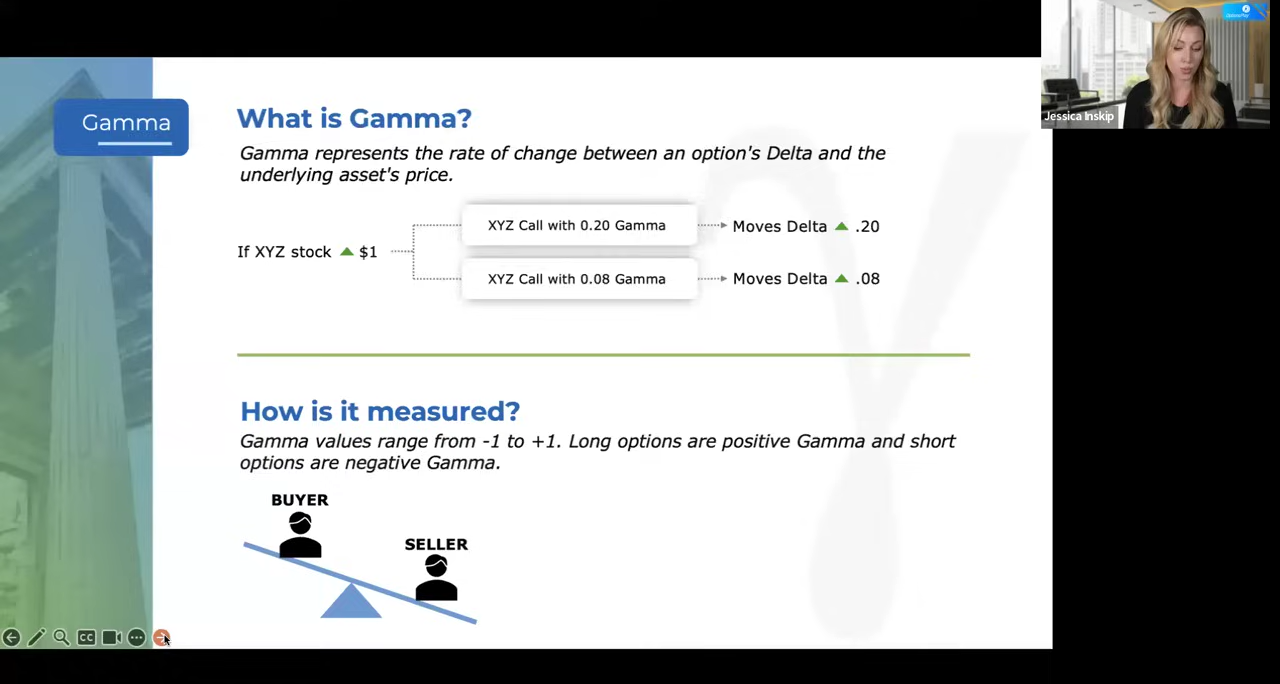 Gamma
What is Gamma?
Gamma represents the rate of change between an option's Delta and the
underlying asset's price.
If XYZ stock ▲ $1
XYZ Call with 0.20 Gamma
Moves Delta ▲ .20
XYZ Call with 0.08 Gamma
Moves Delta ▲ .08
How is it measured?
Gamma values range from -1 to +1. Long options are positive Gamma and short
options are negative Gamma.
BUYER
SELLER
CC
Jessica Inskip